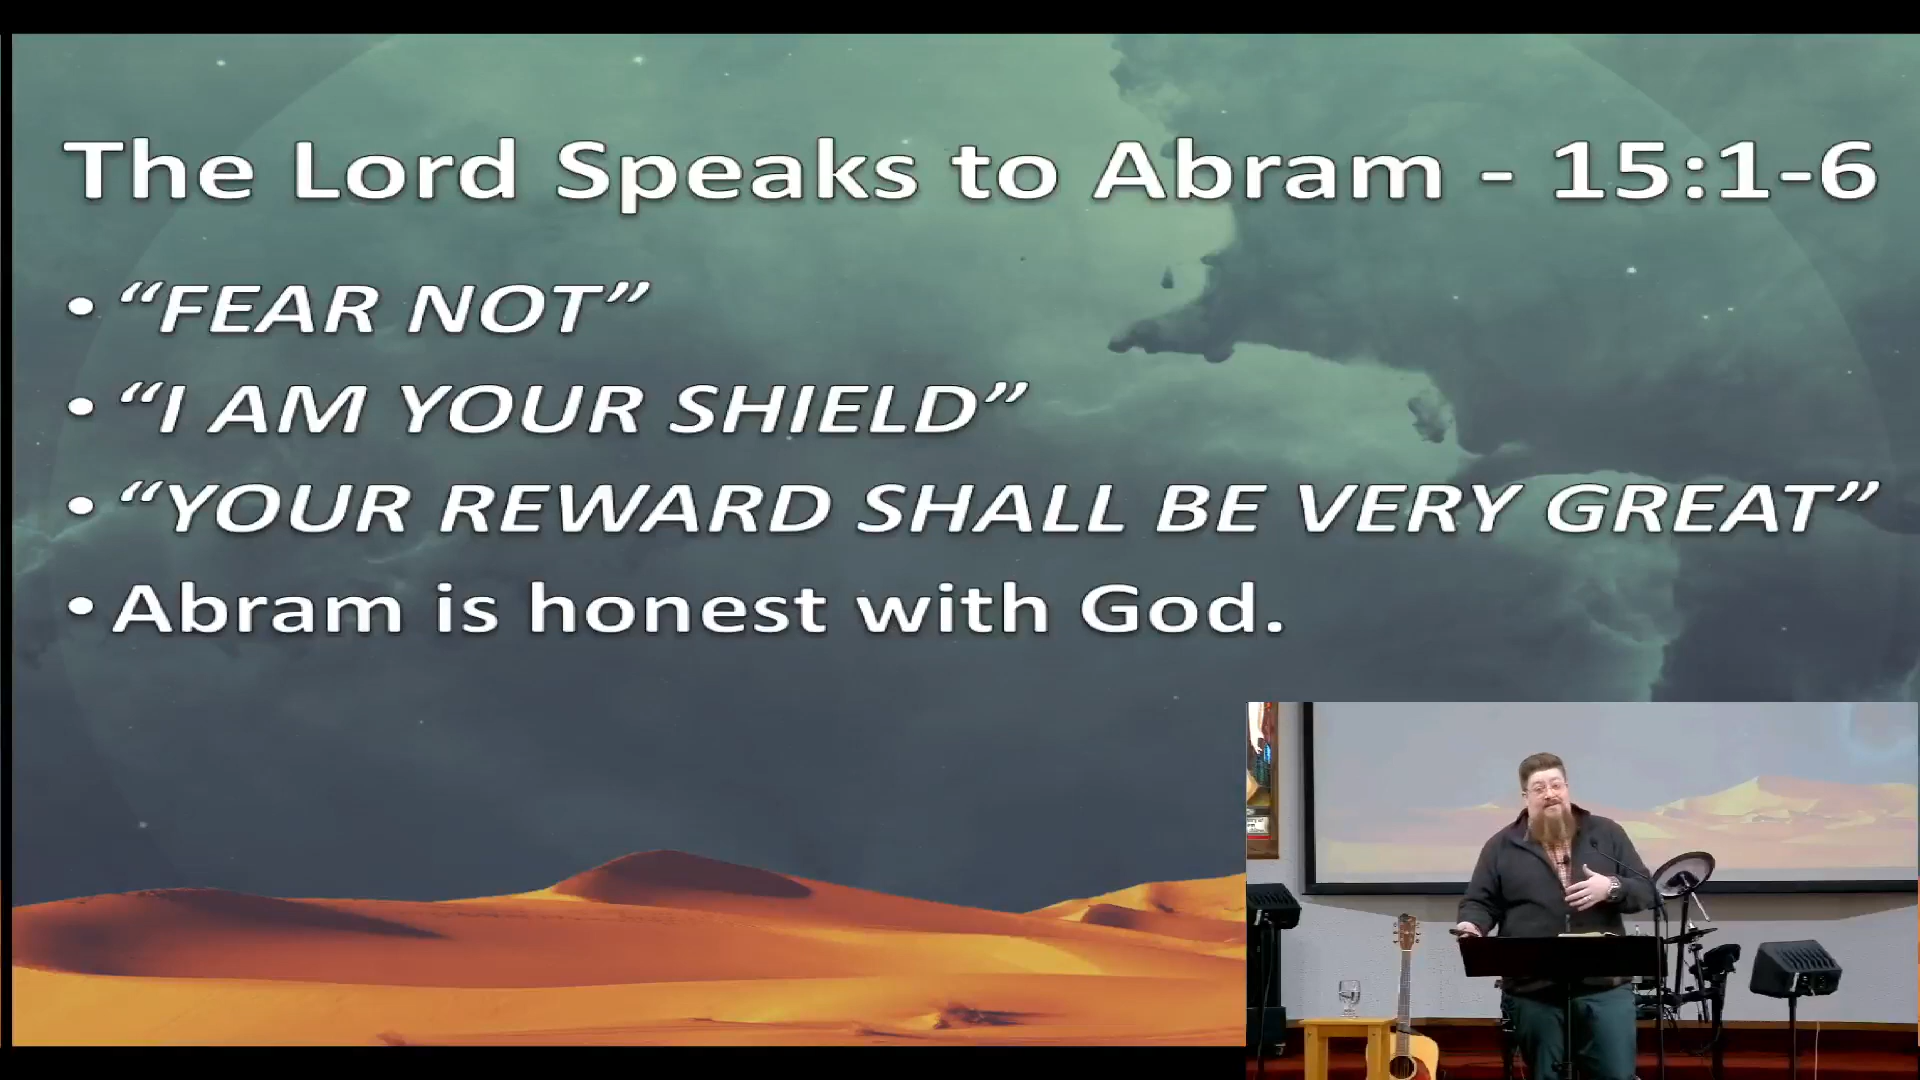 The Lord Speaks to Abram - 15:1-6
• “FEAR NOT”
• “I AM YOUR SHIELD”
• “YOUR REWARD SHALL BE VERY GREAT”
• Abram is honest with God.